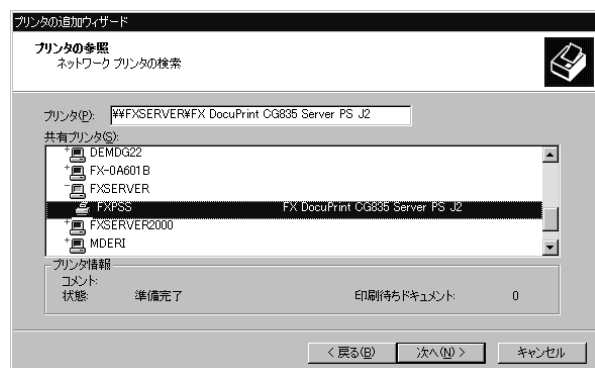 プリンタの追加ウィザード
プリンタの参照
ネットワーク プリンタの検索
プリンタ(P): ¥¥FXSERVER¥FX DocuPrint CG835 Server PS J2
共有プリンタ(S):
DEMDG22
FX-0A601B
FXSERVER
FXPSS FX DocuPrint CG835 Server PS J2
FXSERVER2000
MDERI
プリンタ情報
コメント:
状態: 準備完了 印刷待ちドキュメント: 0
< 戻る(B) 次へ(N) > キャンセル